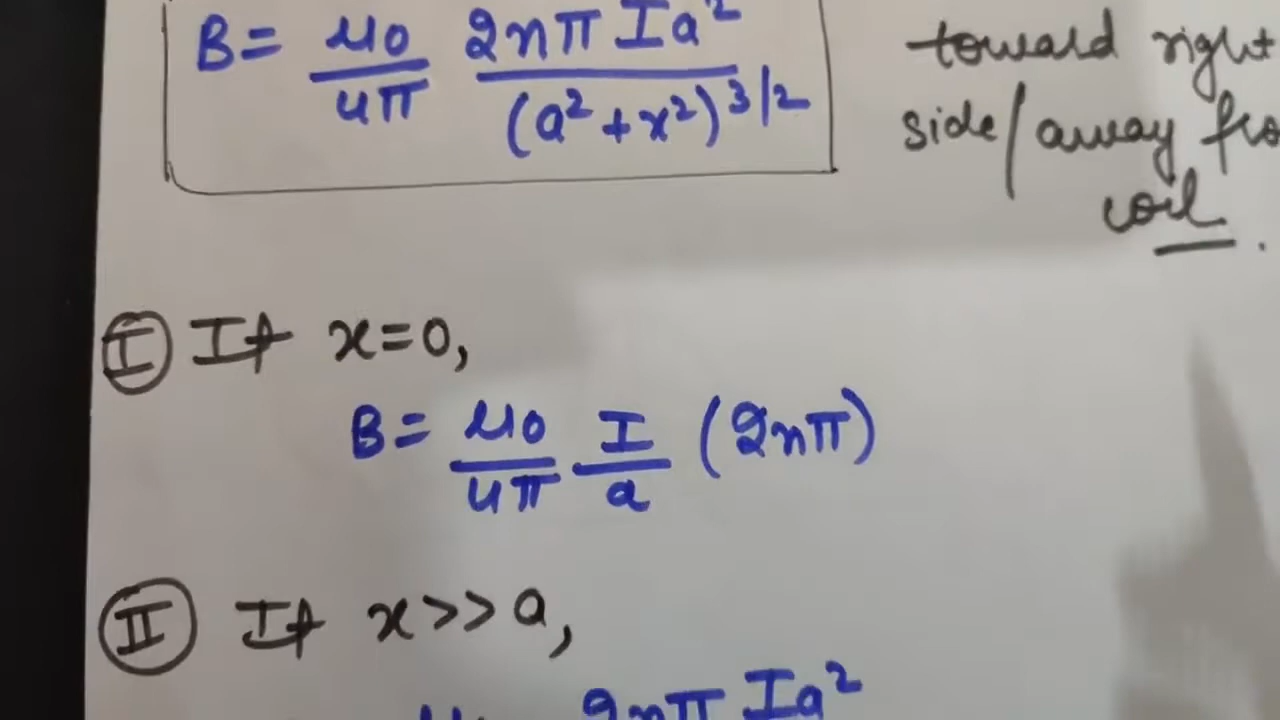 B = μ0/4π 2nπIa²/(a²+x²)^3/2
toward right
side/away fro
coil.
I If x=0,
B = μ0/4π I/a (2nπ)
II If x>>a,
μ 2nπIa²